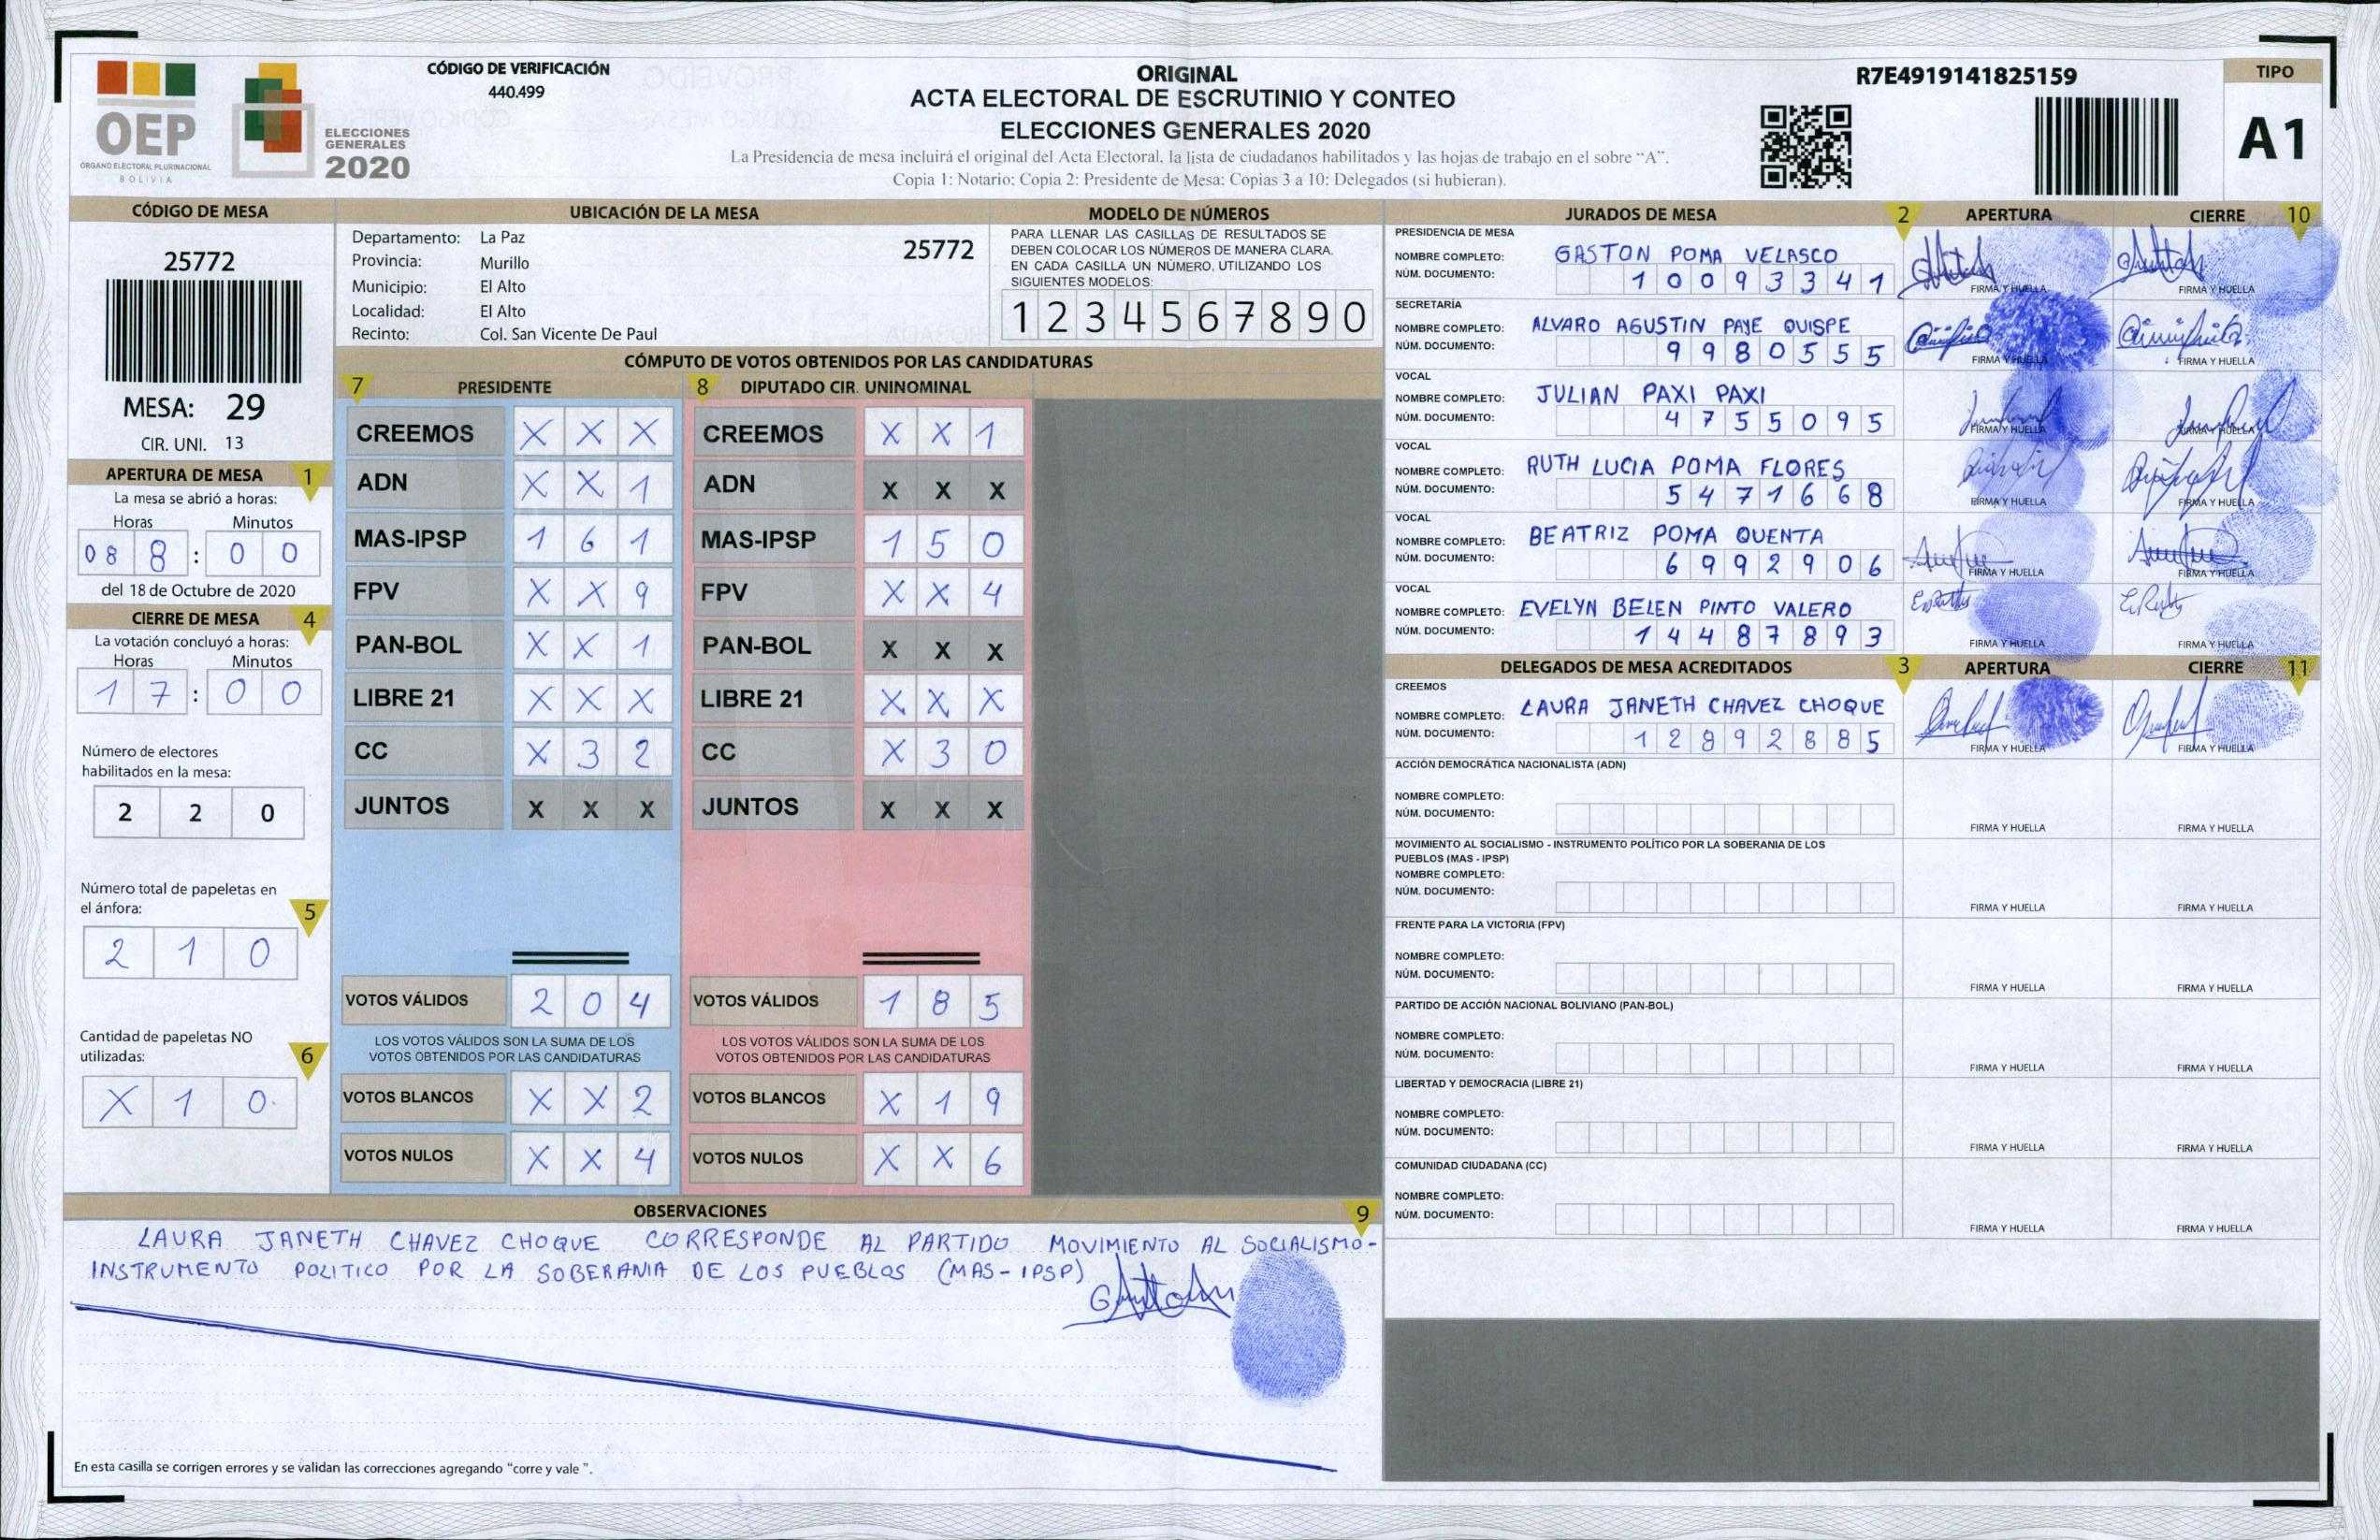 OEP
ÓRGANO ELECTORAL PLURINACIONAL
BOLIVIA
ELECCIONES
GENERALES
2020
CÓDIGO DE VERIFICACIÓN
440.499
ORIGINAL
ACTA ELECTORAL DE ESCRUTINIO Y CONTEO
ELECCIONES GENERALES 2020
La Presidencia de mesa incluirá el original del Acta Electoral, la lista de ciudadanos habilitados y las hojas de trabajo en el sobre “A”.
Copia 1: Notario; Copia 2: Presidente de Mesa; Copias 3 a 10: Delegados (si hubieran).
R7E4919141825159
TIPO
A1
CÓDIGO DE MESA
25772
MESA: 29
CIR. UNI. 13
APERTURA DE MESA 1
La mesa se abrió a horas:
Horas Minutos
08 8 : 0 0
del 18 de Octubre de 2020
CIERRE DE MESA 4
La votación concluyó a horas:
Horas Minutos
1 7 : 0 0
Número de electores
habilitados en la mesa:
2 2 0
Número total de papeletas en
el ánfora:
5
2 1 0
Cantidad de papeletas NO
utilizadas:
6
X 1 0
UBICACIÓN DE LA MESA
Departamento: La Paz
25772
Provincia: Murillo
Municipio: El Alto
Localidad: El Alto
Recinto: Col. San Vicente De Paul
MODELO DE NÚMEROS
PARA LLENAR LAS CASILLAS DE RESULTADOS SE
DEBEN COLOCAR LOS NÚMEROS DE MANERA CLARA.
EN CADA CASILLA UN NÚMERO, UTILIZANDO LOS
SIGUIENTES MODELOS:
1 2 3 4 5 6 7 8 9 0
CÓMPUTO DE VOTOS OBTENIDOS POR LAS CANDIDATURAS
7 PRESIDENTE
CREEMOS X X X
ADN X X 1
MAS-IPSP 1 6 1
FPV X X 9
PAN-BOL X X 1
LIBRE 21 X X X
CC X 3 2
JUNTOS X X X
VOTOS VÁLIDOS 2 0 4
LOS VOTOS VÁLIDOS SON LA SUMA DE LOS
VOTOS OBTENIDOS POR LAS CANDIDATURAS
VOTOS BLANCOS X X 2
VOTOS NULOS X X 4
8 DIPUTADO CIR. UNINOMINAL
CREEMOS X X 1
ADN X X X
MAS-IPSP 1 5 0
FPV X X 4
PAN-BOL X X X
LIBRE 21 X X X
CC X 3 0
JUNTOS X X X
VOTOS VÁLIDOS 1 8 5
LOS VOTOS VÁLIDOS SON LA SUMA DE LOS
VOTOS OBTENIDOS POR LAS CANDIDATURAS
VOTOS BLANCOS X 1 9
VOTOS NULOS X X 6
OBSERVACIONES 9
LAURA JANETH CHAVEZ CHOQUE CORRESPONDE AL PARTIDO MOVIMIENTO AL SOCIALISMO-
INSTRUMENTO POLITICO POR LA SOBERANIA DE LOS PUEBLOS (MAS-IPSP)
En esta casilla se corrigen errores y se validan las correcciones agregando “corre y vale ”.
JURADOS DE MESA 2 APERTURA CIERRE 10
PRESIDENCIA DE MESA
NOMBRE COMPLETO: GASTON POMA VELASCO
NÚM. DOCUMENTO: 1 0 0 9 3 3 4 1
FIRMA Y HUELLA FIRMA Y HUELLA
SECRETARÍA
NOMBRE COMPLETO: ALVARO AGUSTIN PAYE QUISPE
NÚM. DOCUMENTO: 9 9 8 0 5 5 5
FIRMA Y HUELLA FIRMA Y HUELLA
VOCAL
NOMBRE COMPLETO: JULIAN PAXI PAXI
NÚM. DOCUMENTO: 4 7 5 5 0 9 5
FIRMA Y HUELLA FIRMA Y HUELLA
VOCAL
NOMBRE COMPLETO: RUTH LUCIA POMA FLORES
NÚM. DOCUMENTO: 5 4 7 1 6 6 8
FIRMA Y HUELLA FIRMA Y HUELLA
VOCAL
NOMBRE COMPLETO: BEATRIZ POMA QUENTA
NÚM. DOCUMENTO: 6 9 9 2 9 0 6
FIRMA Y HUELLA FIRMA Y HUELLA
VOCAL
NOMBRE COMPLETO: EVELYN BELEN PINTO VALERO
NÚM. DOCUMENTO: 1 4 4 8 7 8 9 3
FIRMA Y HUELLA FIRMA Y HUELLA
DELEGADOS DE MESA ACREDITADOS 3 APERTURA CIERRE 11
CREEMOS
NOMBRE COMPLETO: LAURA JANETH CHAVEZ CHOQUE
NÚM. DOCUMENTO: 1 2 8 9 2 8 8 5
FIRMA Y HUELLA FIRMA Y HUELLA
ACCIÓN DEMOCRÁTICA NACIONALISTA (ADN)
NOMBRE COMPLETO:
NÚM. DOCUMENTO:
FIRMA Y HUELLA FIRMA Y HUELLA
MOVIMIENTO AL SOCIALISMO - INSTRUMENTO POLÍTICO POR LA SOBERANIA DE LOS
PUEBLOS (MAS - IPSP)
NOMBRE COMPLETO:
NÚM. DOCUMENTO:
FIRMA Y HUELLA FIRMA Y HUELLA
FRENTE PARA LA VICTORIA (FPV)
NOMBRE COMPLETO:
NÚM. DOCUMENTO:
FIRMA Y HUELLA FIRMA Y HUELLA
PARTIDO DE ACCIÓN NACIONAL BOLIVIANO (PAN-BOL)
NOMBRE COMPLETO:
NÚM. DOCUMENTO:
FIRMA Y HUELLA FIRMA Y HUELLA
LIBERTAD Y DEMOCRACIA (LIBRE 21)
NOMBRE COMPLETO:
NÚM. DOCUMENTO:
FIRMA Y HUELLA FIRMA Y HUELLA
COMUNIDAD CIUDADANA (CC)
NOMBRE COMPLETO:
NÚM. DOCUMENTO:
FIRMA Y HUELLA FIRMA Y HUELLA